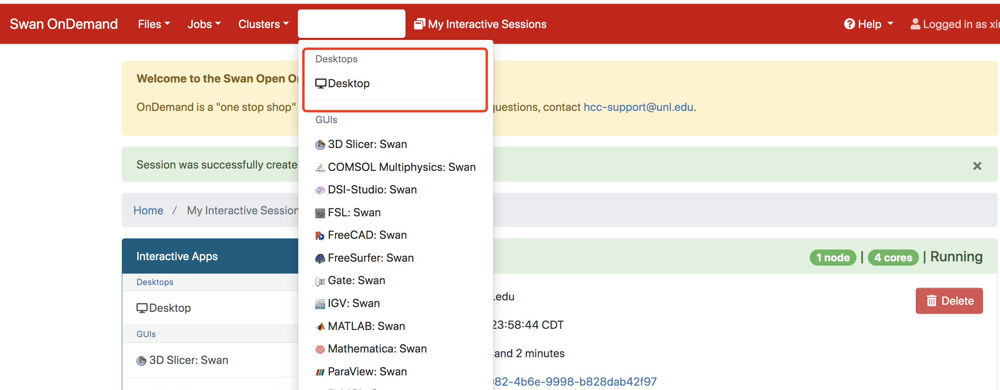 Swan OnDemand Files Jobs Clusters My Interactive Sessions Help Logged in as
Desktops
Desktop
GUIs
3D Slicer: Swan
COMSOL Multiphysics: Swan
DSI-Studio: Swan
FSL: Swan
FreeCAD: Swan
FreeSurfer: Swan
Gate: Swan
IGV: Swan
MATLAB: Swan
Mathematica: Swan
ParaView: Swan
Welcome to the Swan Open
OnDemand is a "one stop shop" questions, contact hcc-support@unl.edu.
Session was successfully
Home / My Interactive
Interactive Apps
Desktops
Desktop
GUIs
3D Slicer: Swan
1 node | 4 cores | Running
.edu
Delete
23:58:44 CDT
and 2 minutes
82-4b6e-9998-b828dab42f97